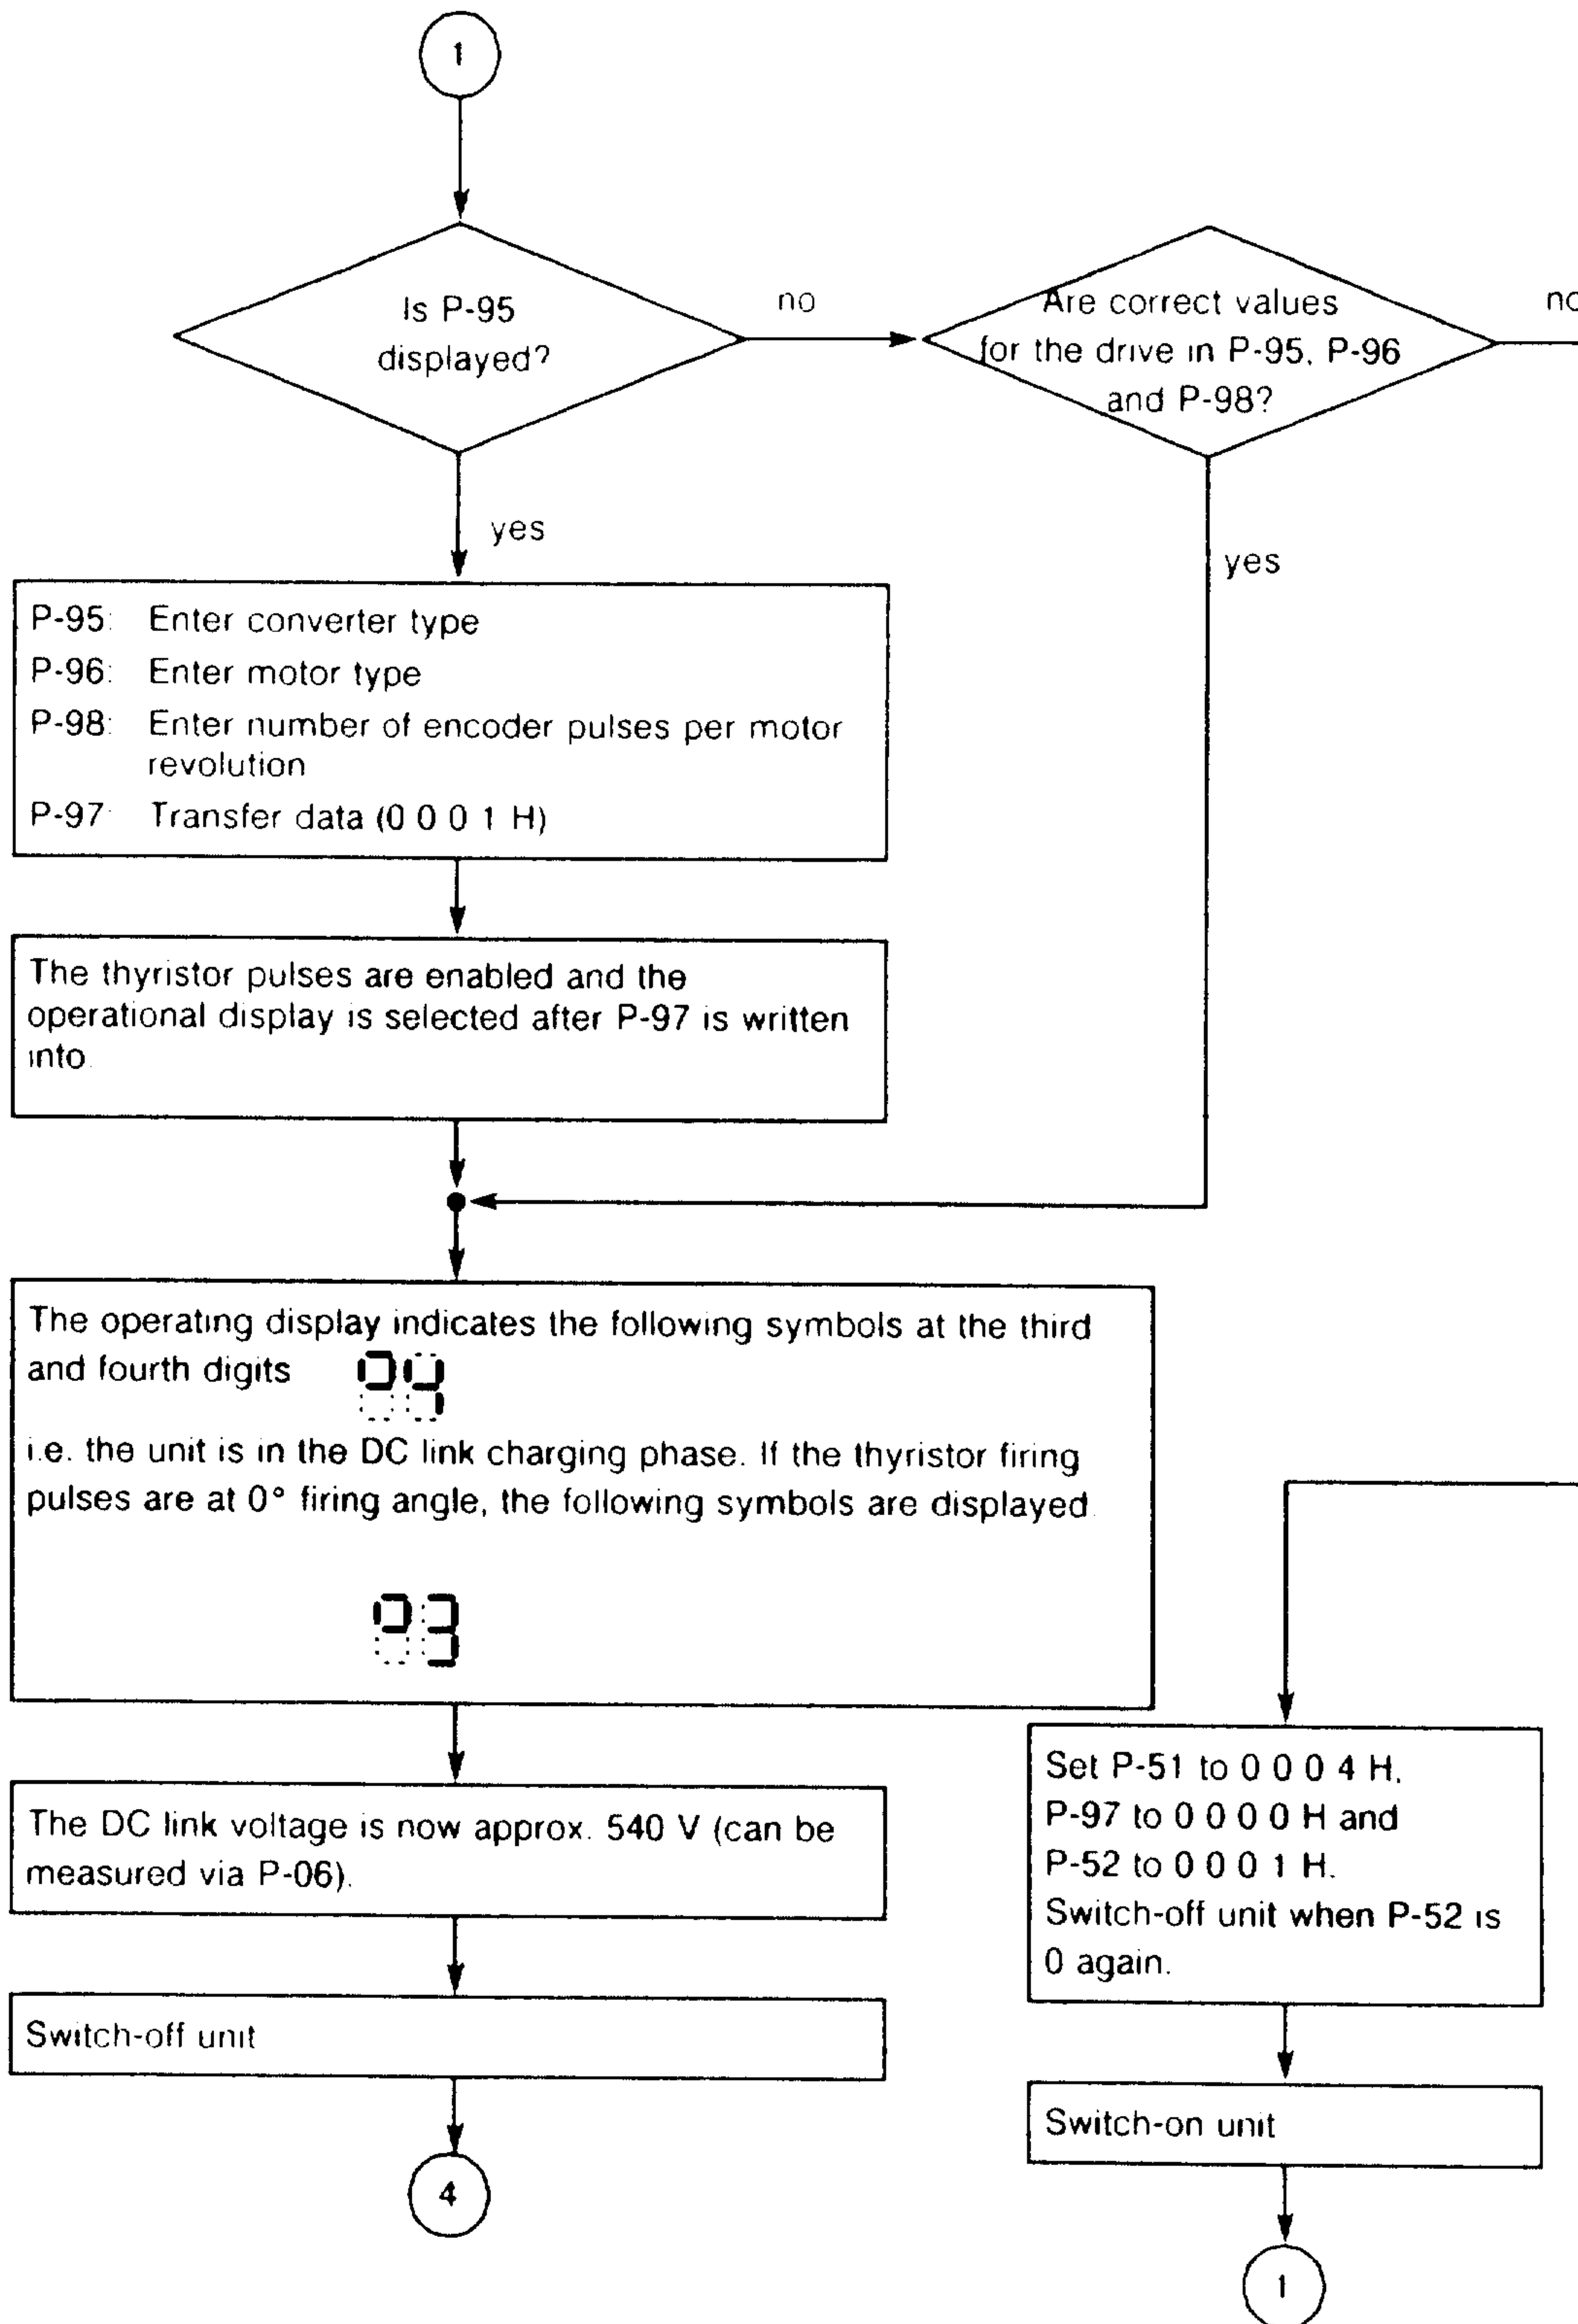 1
Is P-95
displayed?
no
Are correct values
for the drive in P-95, P-96
and P-98?
no
yes
yes
P-95: Enter converter type
P-96: Enter motor type
P-98: Enter number of encoder pulses per motor
revolution
P-97: Transfer data (0 0 0 1 H)
The thyristor pulses are enabled and the
operational display is selected after P-97 is written
into.
The operating display indicates the following symbols at the third
and fourth digits
i.e. the unit is in the DC link charging phase. If the thyristor firing
pulses are at 0° firing angle, the following symbols are displayed.
The DC link voltage is now approx. 540 V (can be
measured via P-06).
Switch-off unit
4
Set P-51 to 0 0 0 4 H,
P-97 to 0 0 0 0 H and
P-52 to 0 0 0 1 H.
Switch-off unit when P-52 is
0 again.
Switch-on unit
1